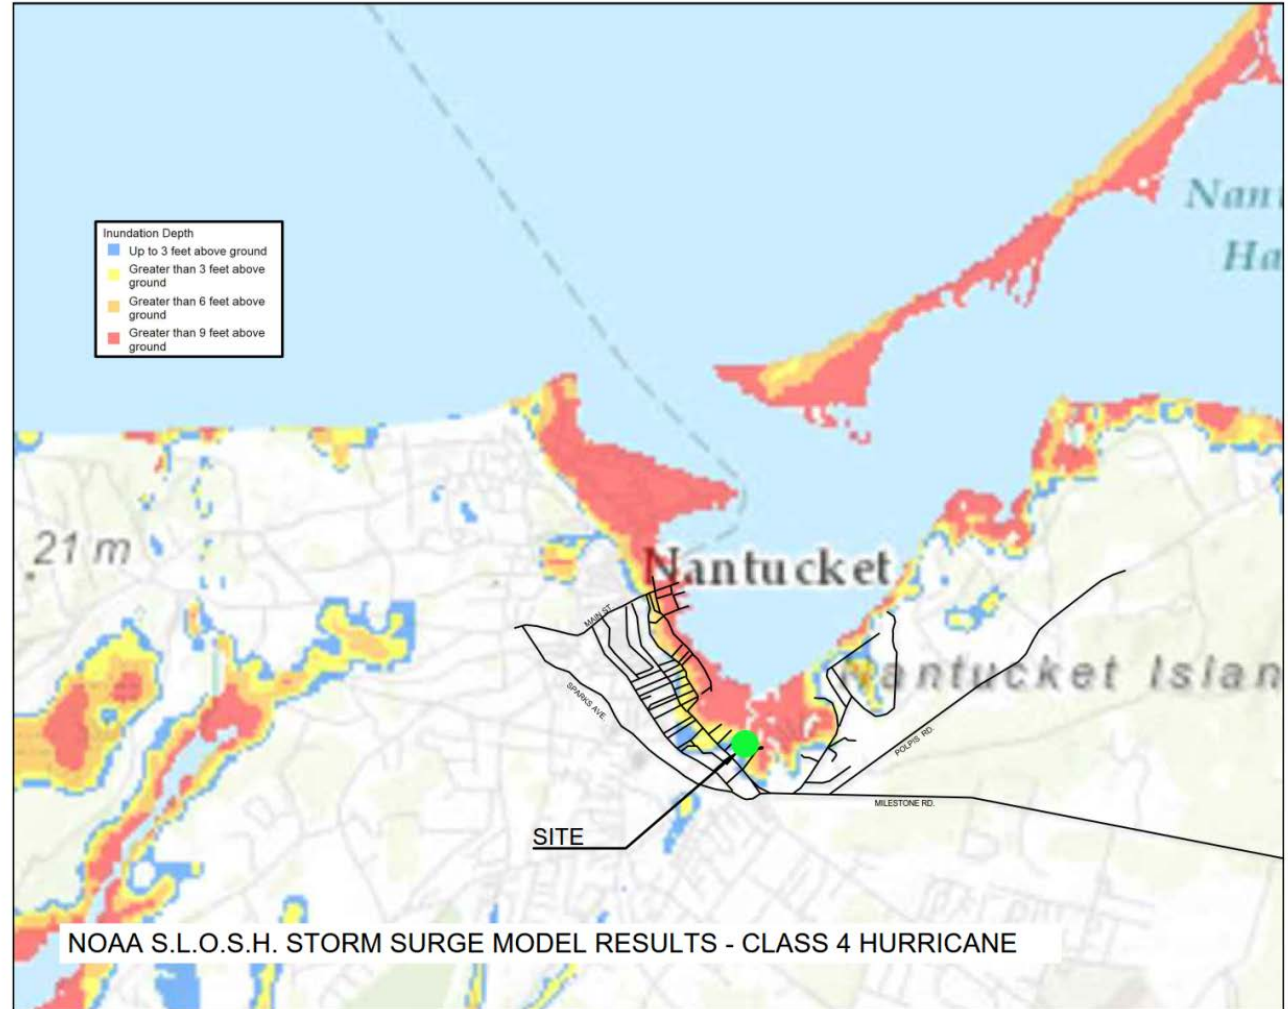 Nan
Ha
Inundation Depth
Up to 3 feet above ground
Greater than 3 feet above
ground
Greater than 6 feet above
ground
Greater than 9 feet above
ground
21 m
Nantucket
MAIN ST.
Nantucket Islan
SPARKS AVE.
POLPIS RD.
MILESTONE RD.
SITE
NOAA S.L.O.S.H. STORM SURGE MODEL RESULTS - CLASS 4 HURRICANE